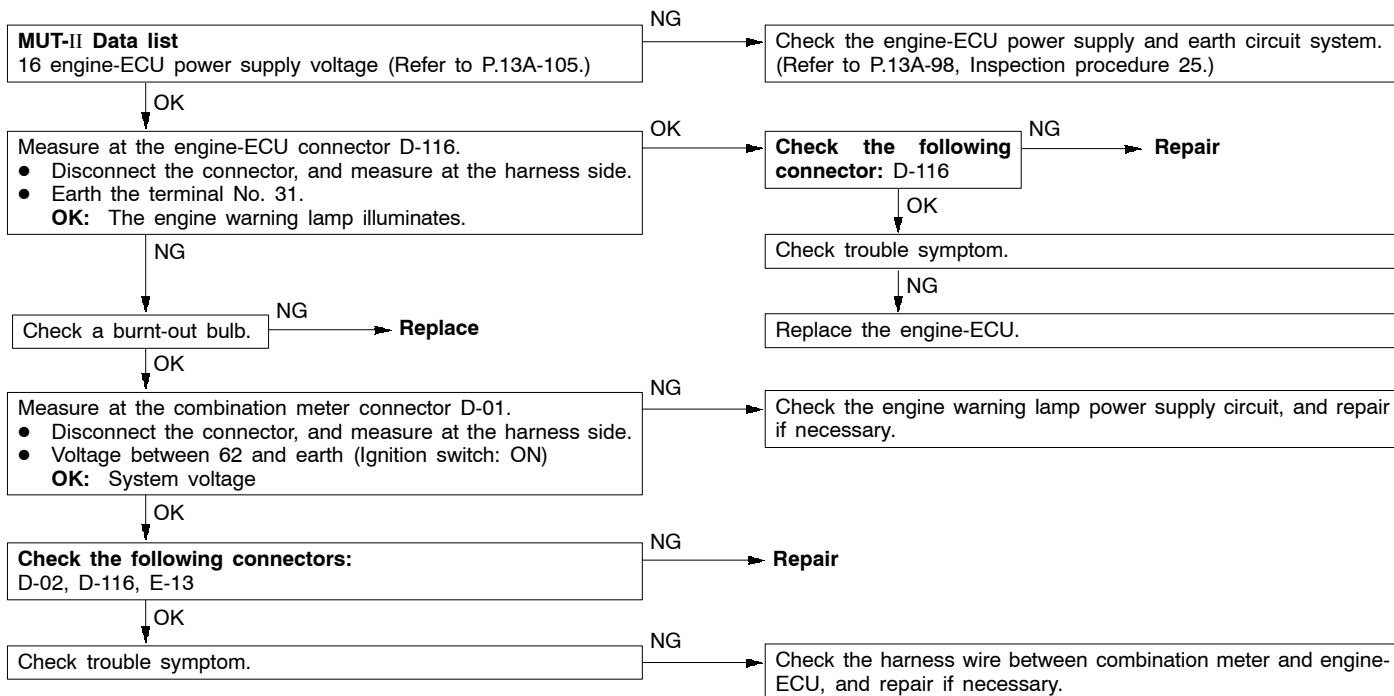 MUT-II Data list
16 engine-ECU power supply voltage (Refer to P.13A-105.)
NG
Check the engine-ECU power supply and earth circuit system.
(Refer to P.13A-98, Inspection procedure 25.)
OK
Measure at the engine-ECU connector D-116.
● Disconnect the connector, and measure at the harness side.
● Earth the terminal No. 31.
OK: The engine warning lamp illuminates.
OK
Check the following
connector: D-116
NG
Repair
OK
Check trouble symptom.
NG
Replace the engine-ECU.
NG
Check a burnt-out bulb.
NG
Replace
OK
Measure at the combination meter connector D-01.
● Disconnect the connector, and measure at the harness side.
● Voltage between 62 and earth (Ignition switch: ON)
OK: System voltage
NG
Check the engine warning lamp power supply circuit, and repair
if necessary.
OK
Check the following connectors:
D-02, D-116, E-13
NG
Repair
OK
Check trouble symptom.
NG
Check the harness wire between combination meter and engine-
ECU, and repair if necessary.